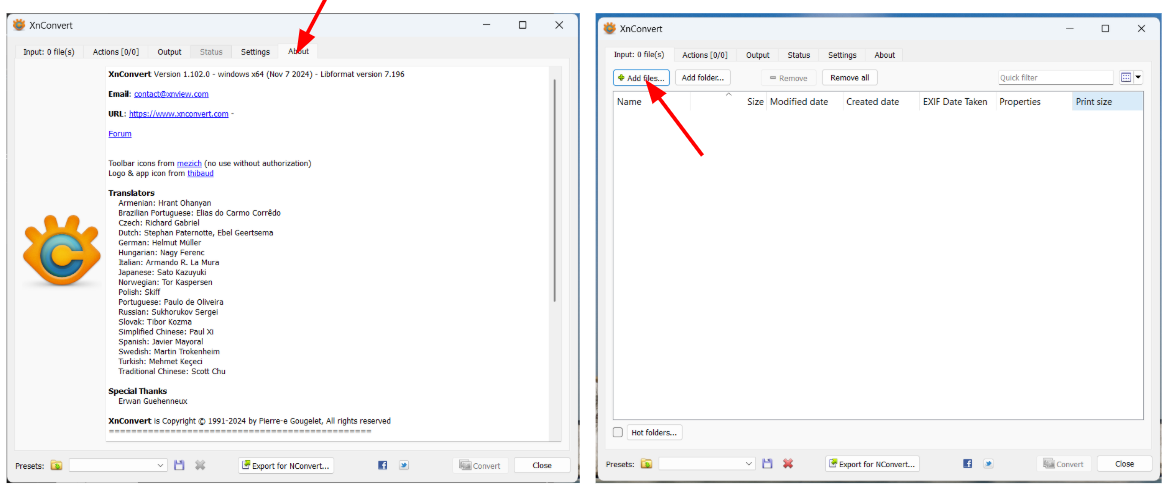 XnConvert
Input: 0 file(s) Actions [0/0] Output Status Settings About
XnConvert Version 1.102.0 - windows x64 (Nov 7 2024) - Libformat version 7.196
Email: contact@xnview.com
URL: https://www.xnconvert.com -
Forum
Toolbar icons from mezich (no use without authorization)
Logo & app icon from thibaud
Translators
Armenian: Hrant Ohanyan
Brazilian Portuguese: Elias do Carmo Corrêdo
Czech: Richard Gabriel
Dutch: Stephan Paternotte, Ebel Geertsema
German: Helmut Müller
Hungarian: Nagy Ferenc
Italian: Armando R. La Mura
Japanese: Sato Kazuyuki
Norwegian: Tor Kaspersen
Polish: Skiff
Portuguese: Paulo de Oliveira
Russian: Sukhorukov Sergei
Slovak: Tibor Kozma
Simplified Chinese: Paul Xi
Spanish: Javier Mayoral
Swedish: Martin Trokenheim
Turkish: Mehmet Keçeci
Traditional Chinese: Scott Chu
Special Thanks
Erwan Guehenneux
XnConvert is Copyright © 1991-2024 by Pierre-e Gougelet, All rights reserved
Presets: Export for NConvert... Convert Close
XnConvert
Input: 0 file(s) Actions [0/0] Output Status Settings About
Add files... Add folder... Remove Remove all Quick filter
Name Size Modified date Created date EXIF Date Taken Properties Print size
Hot folders...
Presets: Export for NConvert... Convert Close